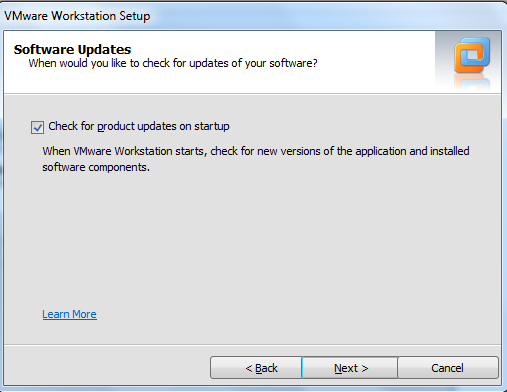 VMware Workstation Setup
Software Updates
When would you like to check for updates of your software?
Check for product updates on startup
When VMware Workstation starts, check for new versions of the application and installed
software components.
Learn More
< Back Next > Cancel